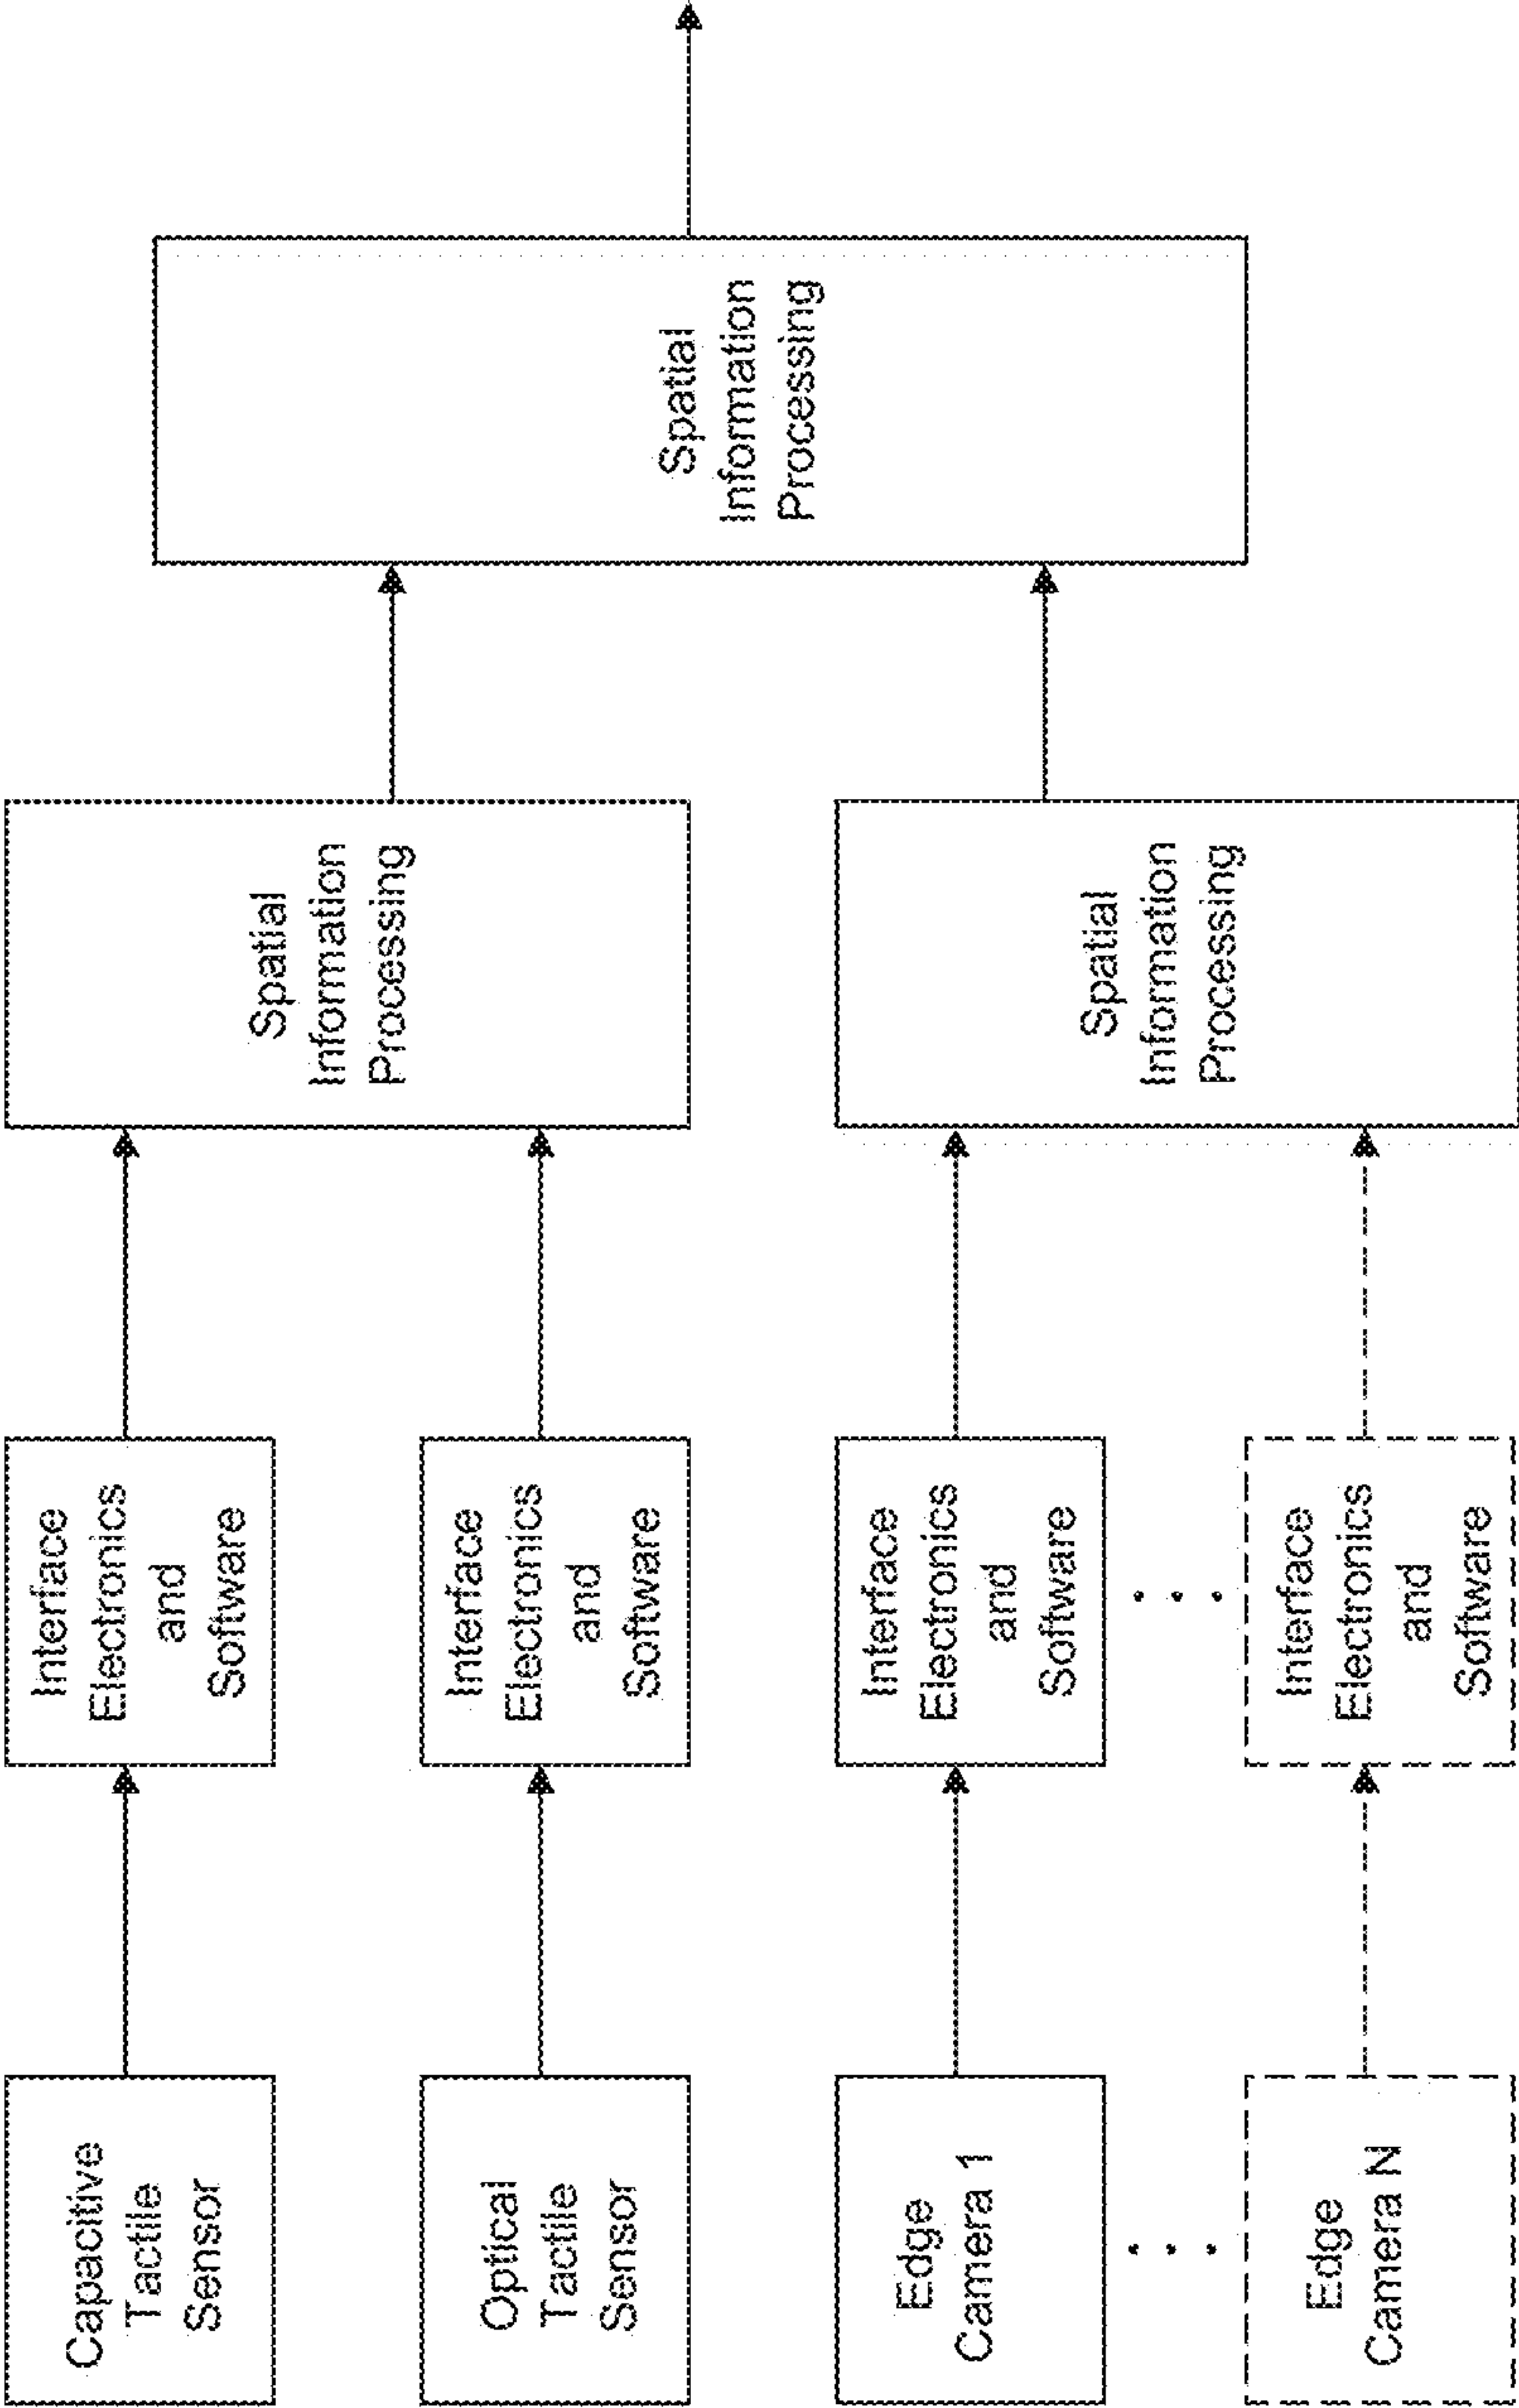 Capacitive
Tactile
Sensor
Interface
Electronics
and
Software
Optical
Tactile
Sensor
Interface
Electronics
and
Software
Spatial
Information
Processing
Edge
Camera 1
Interface
Electronics
and
Software
. . .
. . .
Edge
Camera N
Interface
Electronics
and
Software
Spatial
Information
Processing
Spatial
Information
Processing